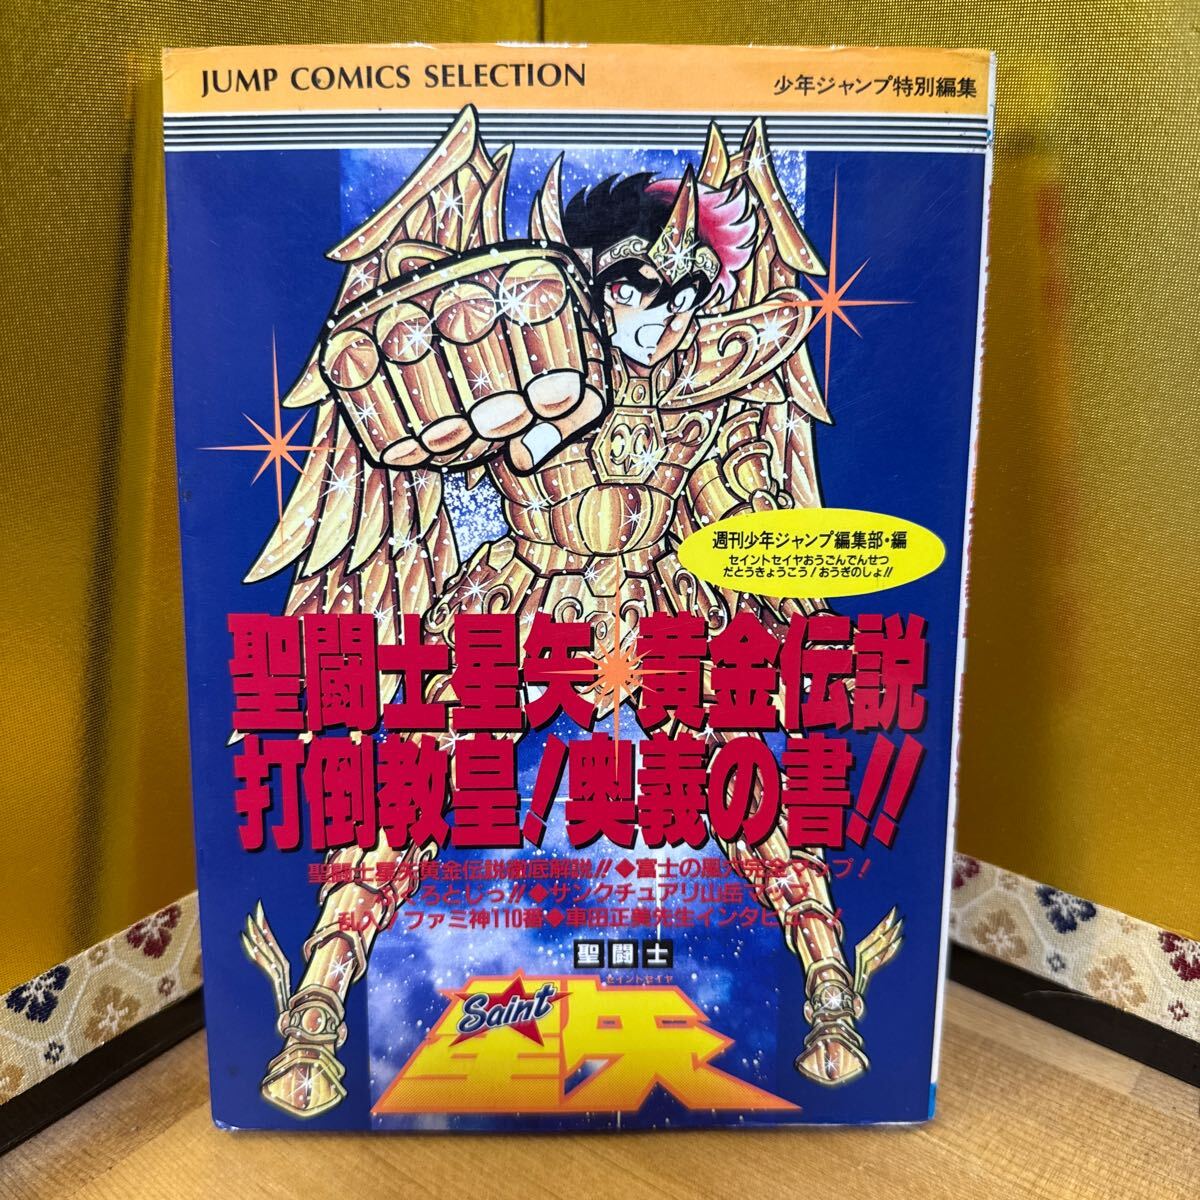 JUMP COMICS SELECTION
少年ジャンプ特別編集
週刊少年ジャンプ編集部・編
セイントセイヤおうごんでんせつ
だとうきょうこう!おうぎのしょ!!
聖闘士星矢 黄金伝説
打倒教皇!奥義の書!!
聖闘士星矢黄金伝説徹底解説!!◆富士の風穴完全マップ!
ふくろとじっ!!◆サンクチュアリ山岳マップ
乱入!ファミ神110番◆車田正美先生インタビュー!
聖闘士
セイントセイヤ
Saint
星矢